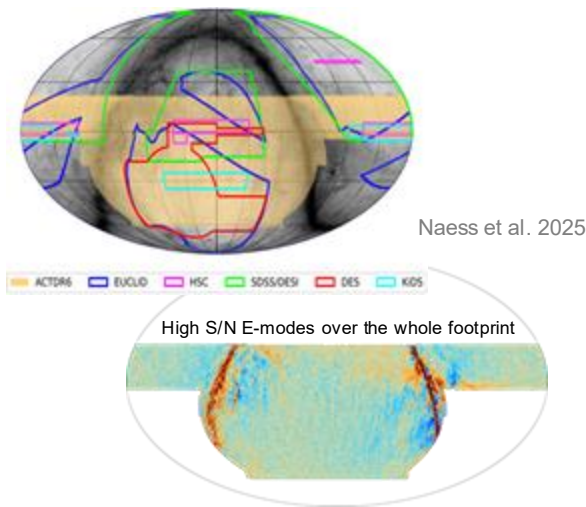 Naess et al. 2025
ACTDR6 EUCLID HSC SDSS/DESI DES KiDS
High S/N E-modes over the whole footprint